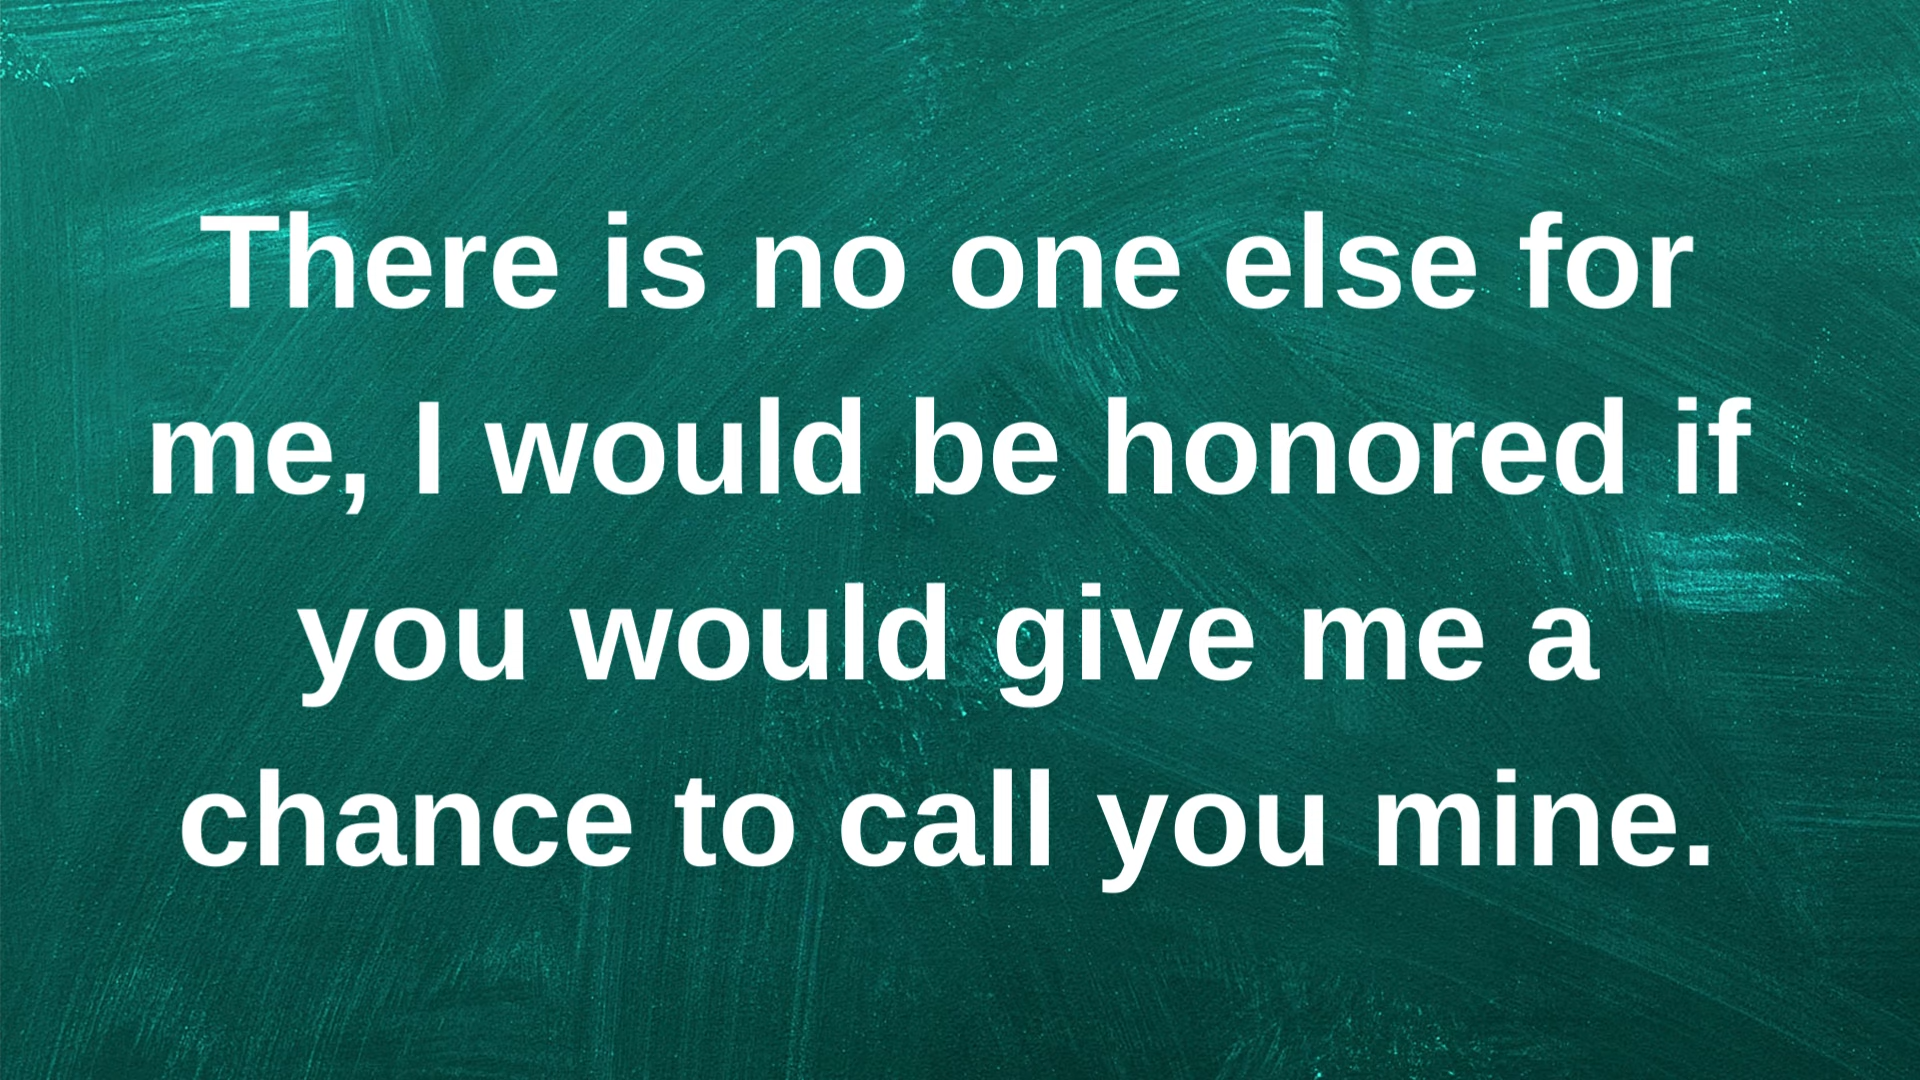 There is no one else for
me, I would be honored if
you would give me a
chance to call you mine.